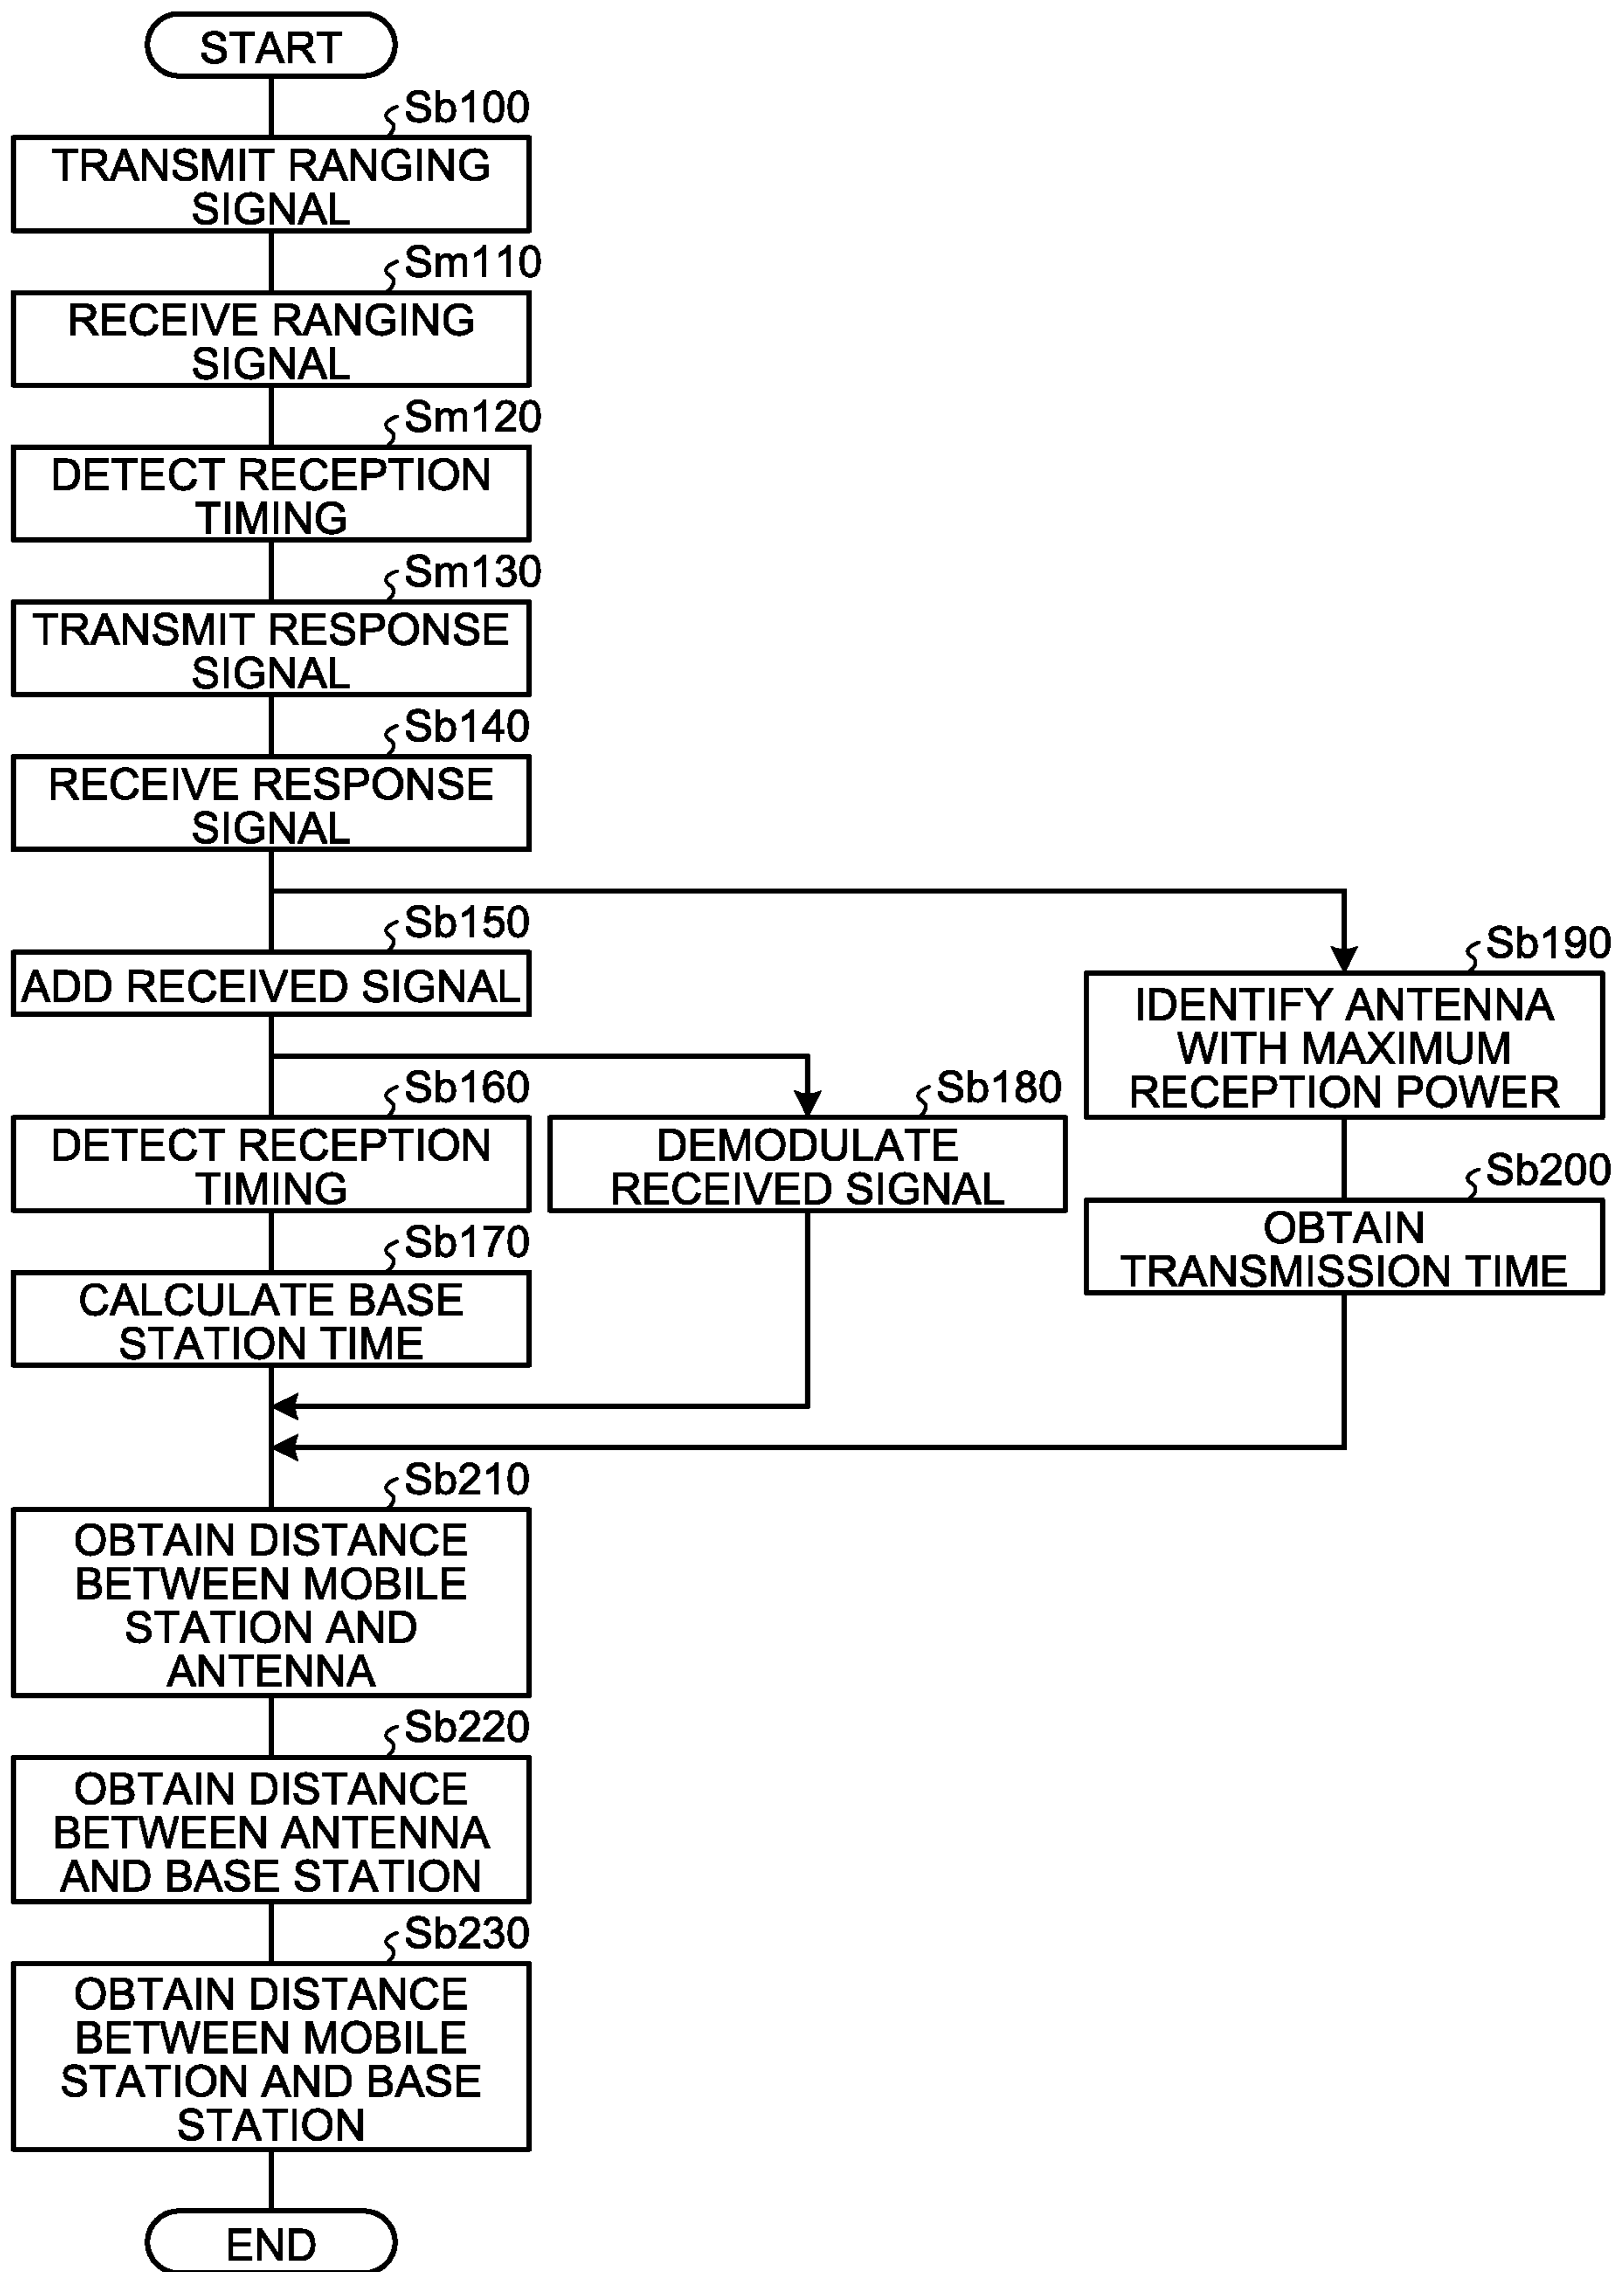 START
Sb100
TRANSMIT RANGING
SIGNAL
Sm110
RECEIVE RANGING
SIGNAL
Sm120
DETECT RECEPTION
TIMING
Sm130
TRANSMIT RESPONSE
SIGNAL
Sb140
RECEIVE RESPONSE
SIGNAL
Sb150
ADD RECEIVED SIGNAL
Sb160
DETECT RECEPTION
TIMING
Sb170
CALCULATE BASE
STATION TIME
Sb180
DEMODULATE
RECEIVED SIGNAL
Sb190
IDENTIFY ANTENNA
WITH MAXIMUM
RECEPTION POWER
Sb200
OBTAIN
TRANSMISSION TIME
Sb210
OBTAIN DISTANCE
BETWEEN MOBILE
STATION AND
ANTENNA
Sb220
OBTAIN DISTANCE
BETWEEN ANTENNA
AND BASE STATION
Sb230
OBTAIN DISTANCE
BETWEEN MOBILE
STATION AND BASE
STATION
END